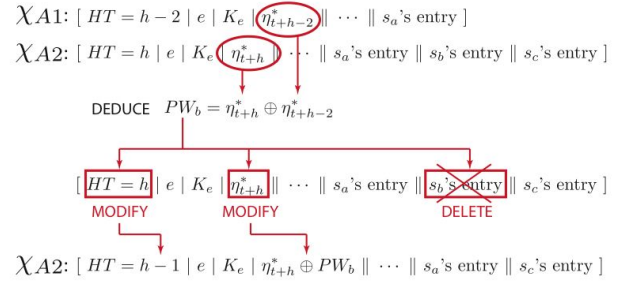 χA1: [ HT = h − 2 | e | K_e | η*_{t+h−2} ‖ ⋯ ‖ s_a's entry ]
χA2: [ HT = h | e | K_e | η*_{t+h} ‖ ⋯ ‖ s_a's entry ‖ s_b's entry ‖ s_c's entry ]
DEDUCE PW_b = η*_{t+h} ⊕ η*_{t+h−2}
[ HT = h | e | K_e | η*_{t+h} ‖ ⋯ ‖ s_a's entry ‖ s_b's entry ‖ s_c's entry ]
MODIFY MODIFY DELETE
χA2: [ HT = h − 1 | e | K_e | η*_{t+h} ⊕ PW_b ‖ ⋯ ‖ s_a's entry ‖ s_c's entry ]